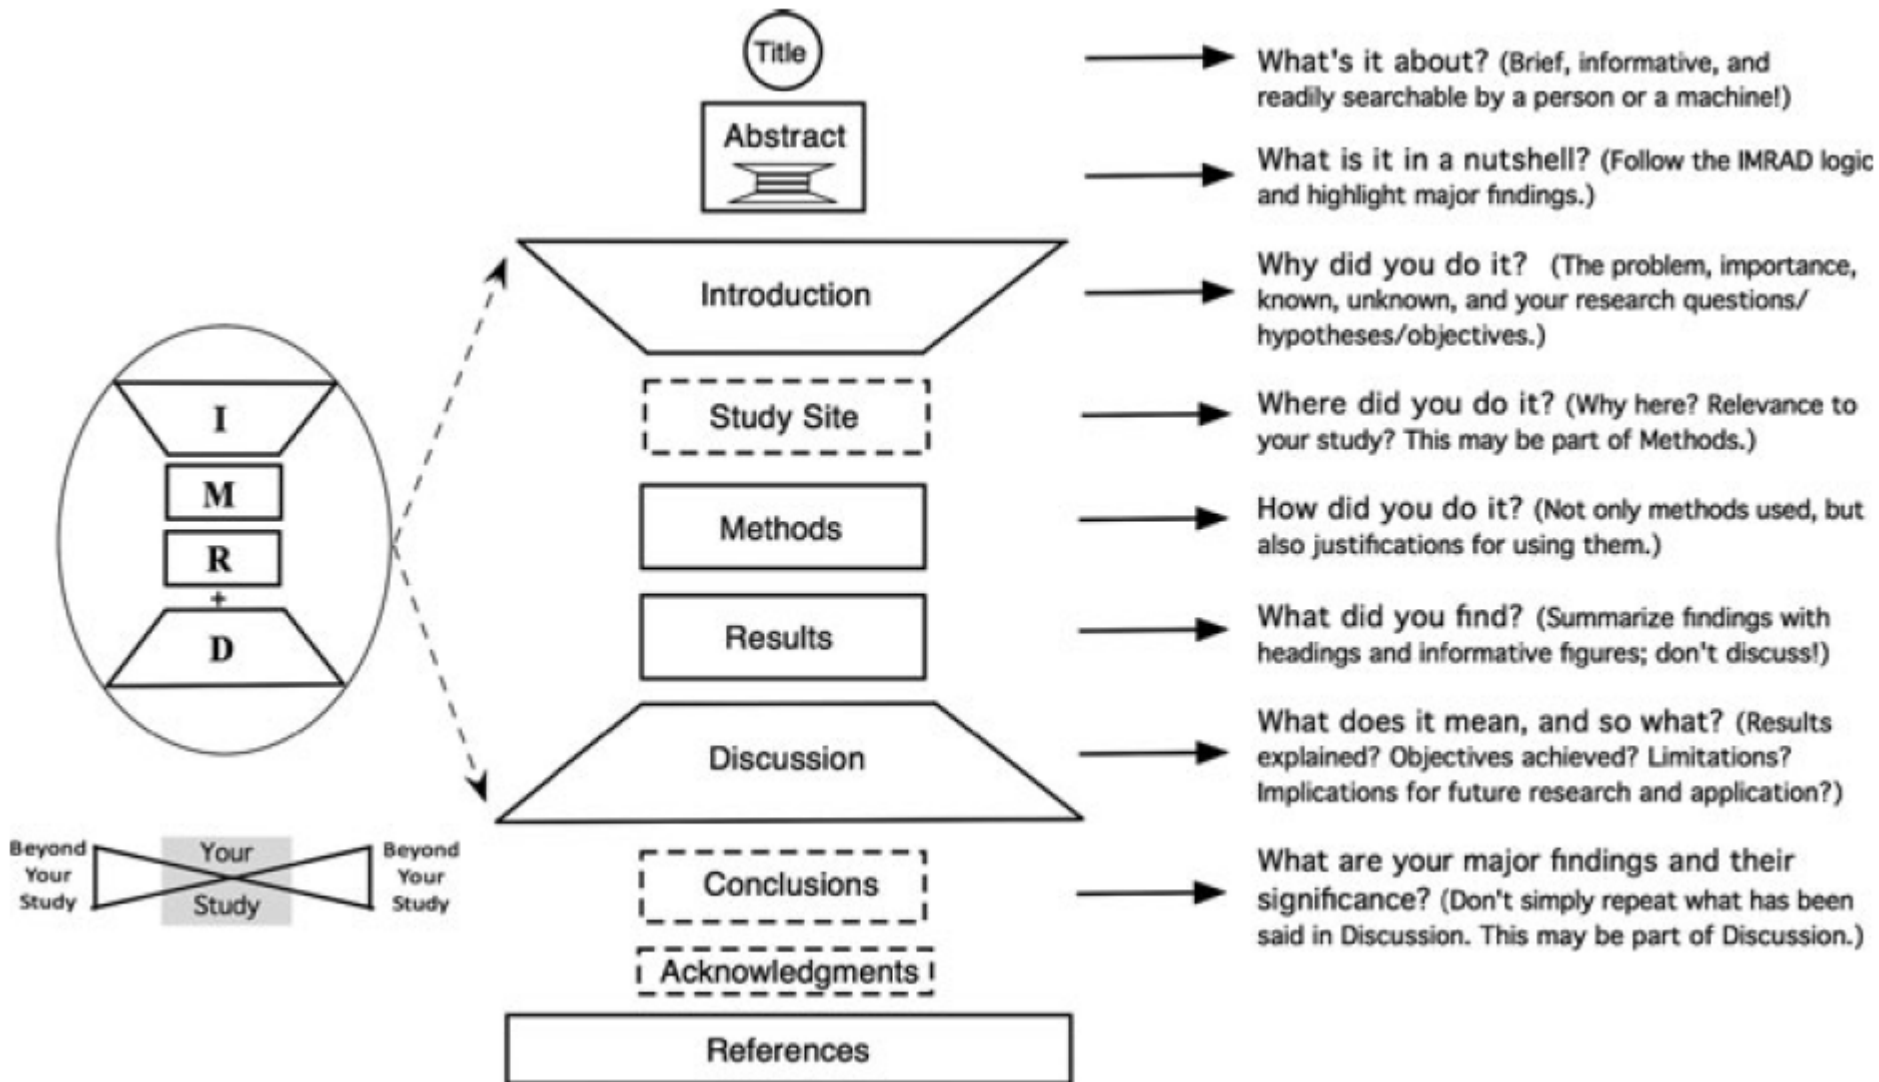 Title
What's it about? (Brief, informative, and
readily searchable by a person or a machine!)
Abstract
What is it in a nutshell? (Follow the IMRAD logic
and highlight major findings.)
Introduction
Why did you do it? (The problem, importance,
known, unknown, and your research questions/
hypotheses/objectives.)
Study Site
Where did you do it? (Why here? Relevance to
your study? This may be part of Methods.)
Methods
How did you do it? (Not only methods used, but
also justifications for using them.)
Results
What did you find? (Summarize findings with
headings and informative figures; don't discuss!)
Discussion
What does it mean, and so what? (Results
explained? Objectives achieved? Limitations?
Implications for future research and application?)
Conclusions
What are your major findings and their
significance? (Don't simply repeat what has been
said in Discussion. This may be part of Discussion.)
Acknowledgments
References
I
M
R
+
D
Beyond
Your
Study
Your
Study
Beyond
Your
Study